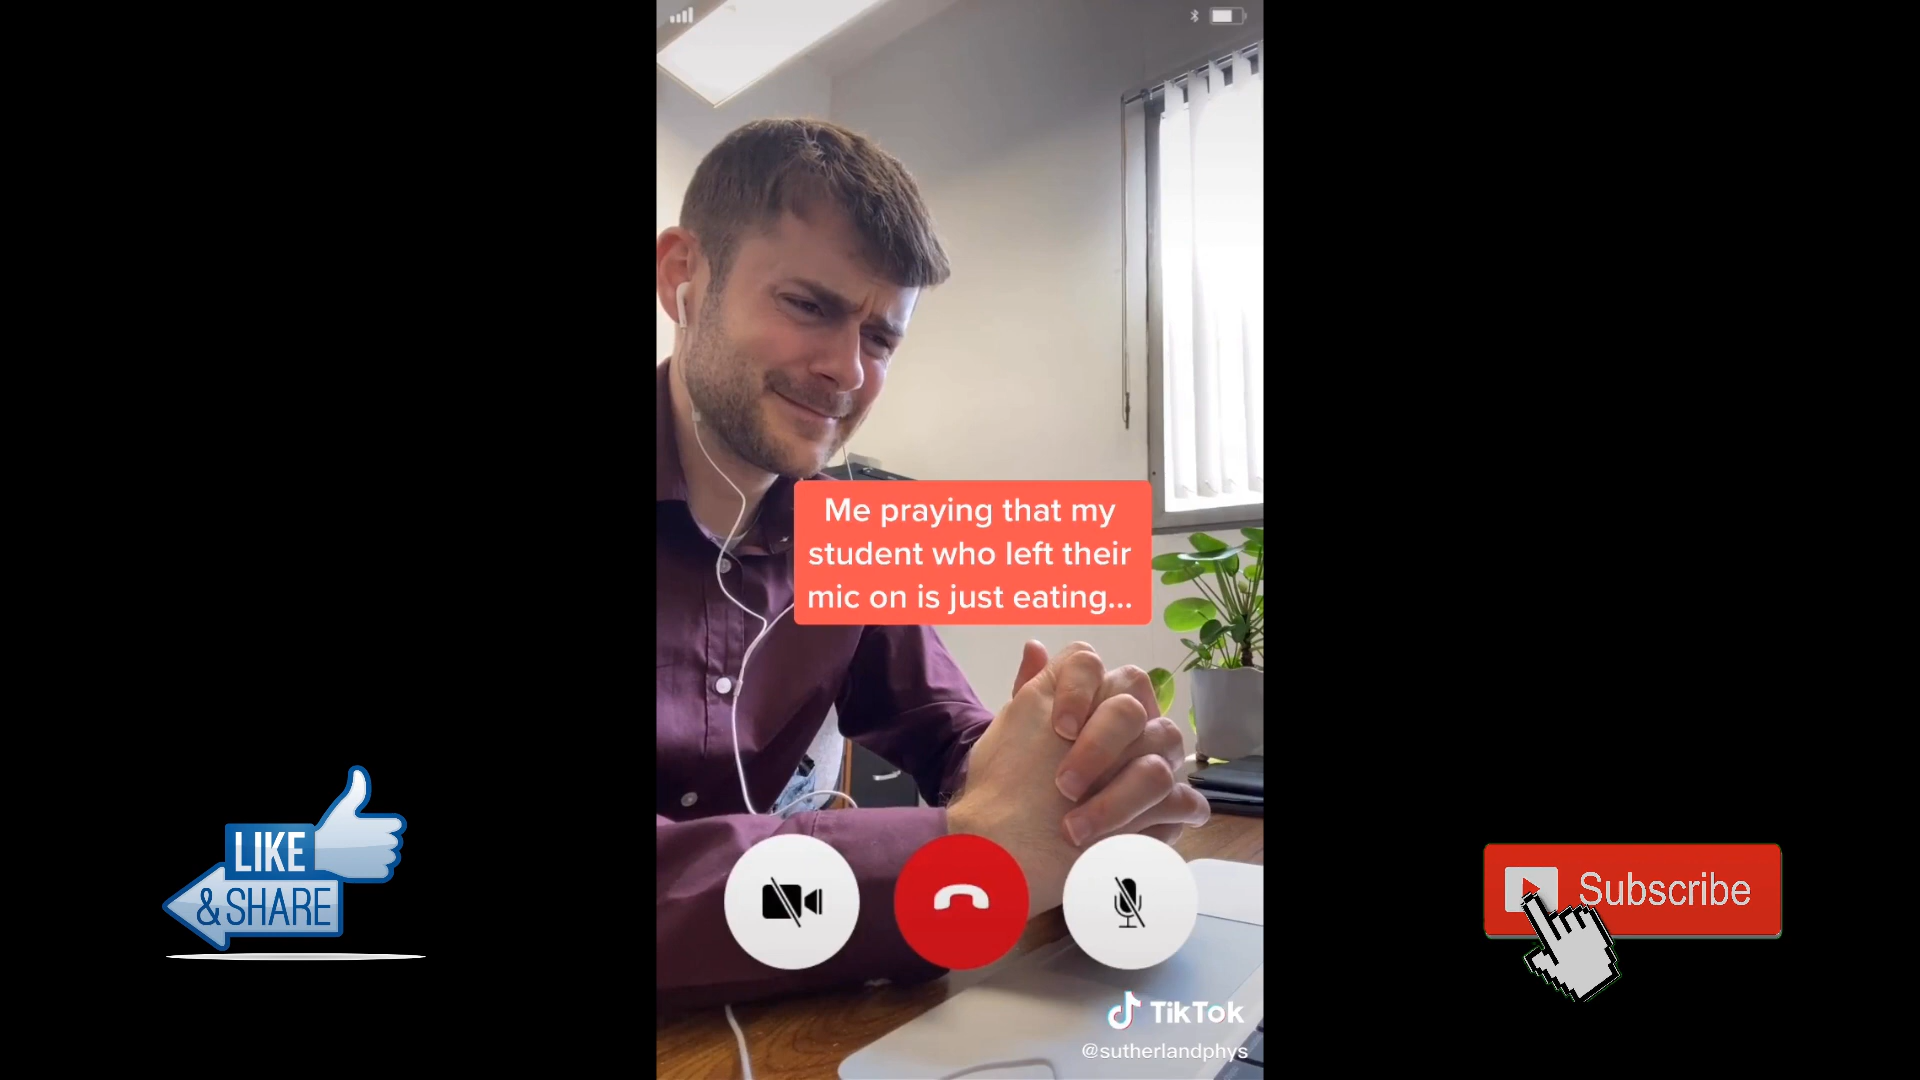 Me praying that my
student who left their
mic on is just eating...
LIKE
& SHARE
Subscribe
TikTok
@sutherlandphys